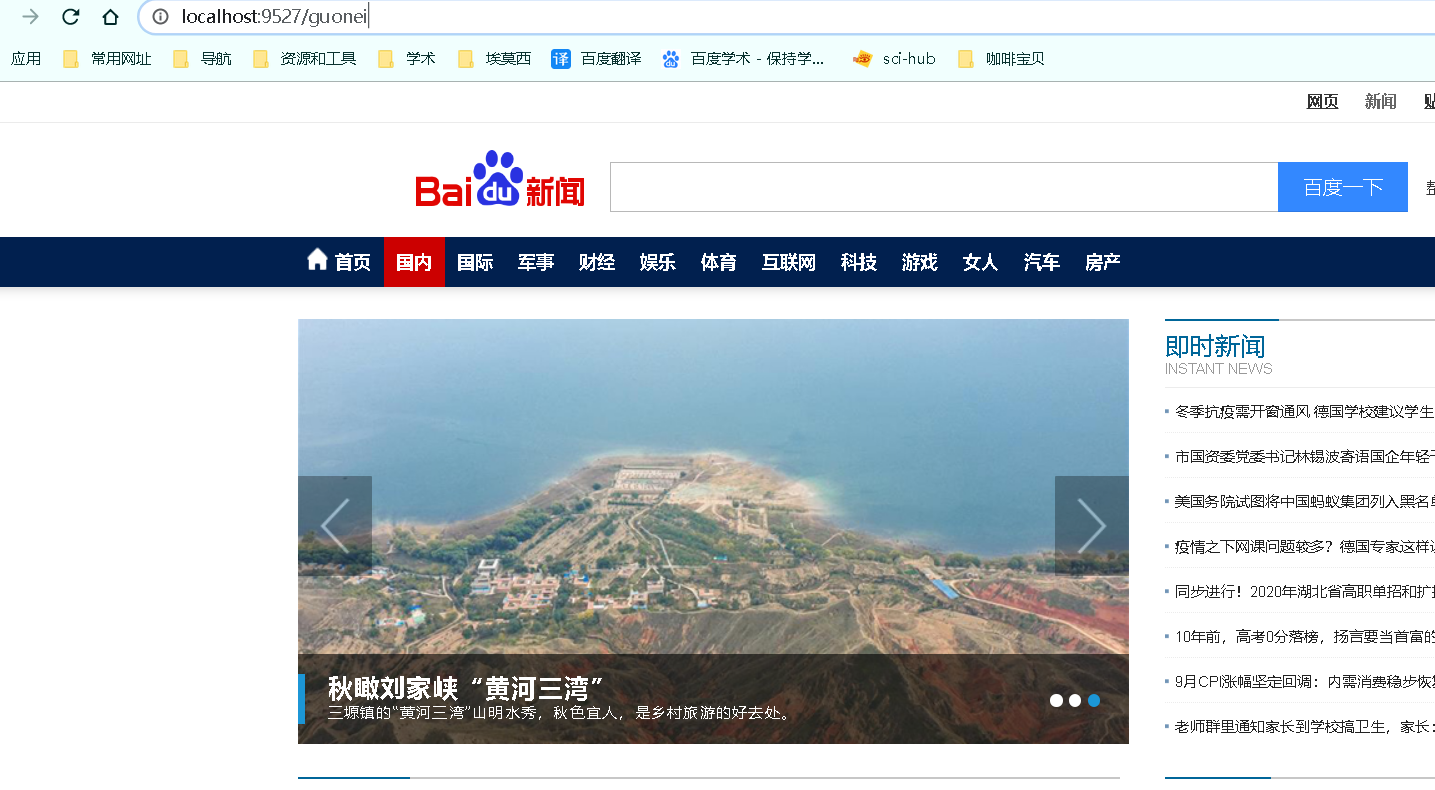 localhost:9527/guonei
应用 常用网址 导航 资源和工具 学术 埃莫西 译 百度翻译 du 百度学术 - 保持学... sci-hub 咖啡宝贝
网页 新闻
Bai du 新闻 百度一下
首页 国内 国际 军事 财经 娱乐 体育 互联网 科技 游戏 女人 汽车 房产
即时新闻
INSTANT NEWS
冬季抗疫需开窗通风 德国学校建议学生
市国资委党委书记林锡波寄语国企年轻
美国务院试图将中国蚂蚁集团列入黑名
疫情之下网课问题较多？德国专家这样
同步进行！2020年湖北省高职单招和扩
10年前，高考0分落榜，扬言要当首富的
9月CPI涨幅坚定回调：内需消费稳步恢
老师群里通知家长到学校搞卫生，家长：
秋瞰刘家峡“黄河三湾”
三塬镇的“黄河三湾”山明水秀，秋色宜人，是乡村旅游的好去处。